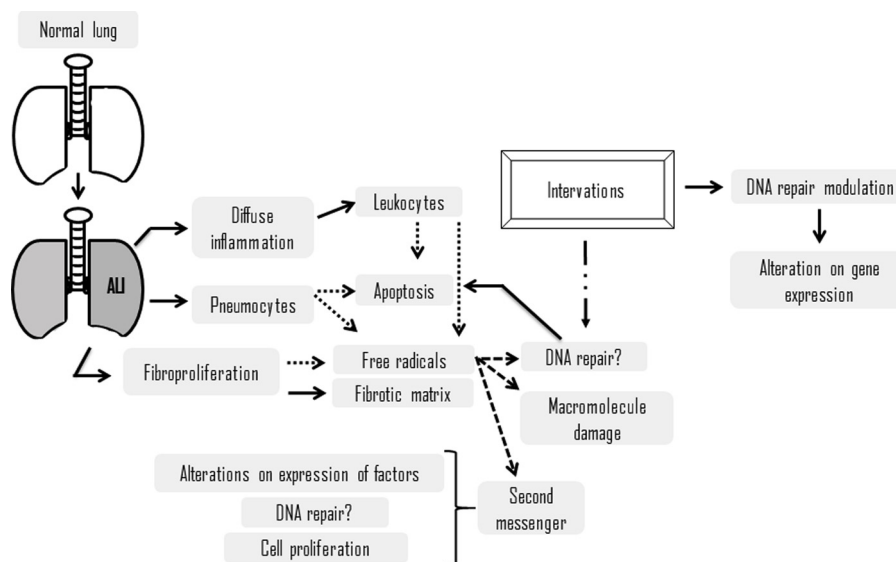 Normal lung
ALI
Diffuse
inflammation
Leukocytes
Pneumocytes
Apoptosis
Fibroproliferation
Free radicals
Fibrotic matrix
Intervations
DNA repair modulation
Alteration on gene
expression
DNA repair?
Macromolecule
damage
Second
messenger
Alterations on expression of factors
DNA repair?
Cell proliferation